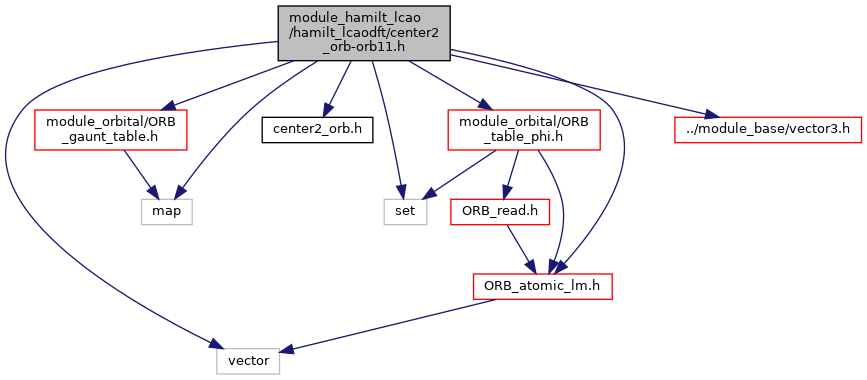 module_hamilt_lcao
/hamilt_lcaodft/center2
_orb-orb11.h
module_orbital/ORB
_gaunt_table.h
center2_orb.h
module_orbital/ORB
_table_phi.h
../module_base/vector3.h
map
set
ORB_read.h
ORB_atomic_lm.h
vector